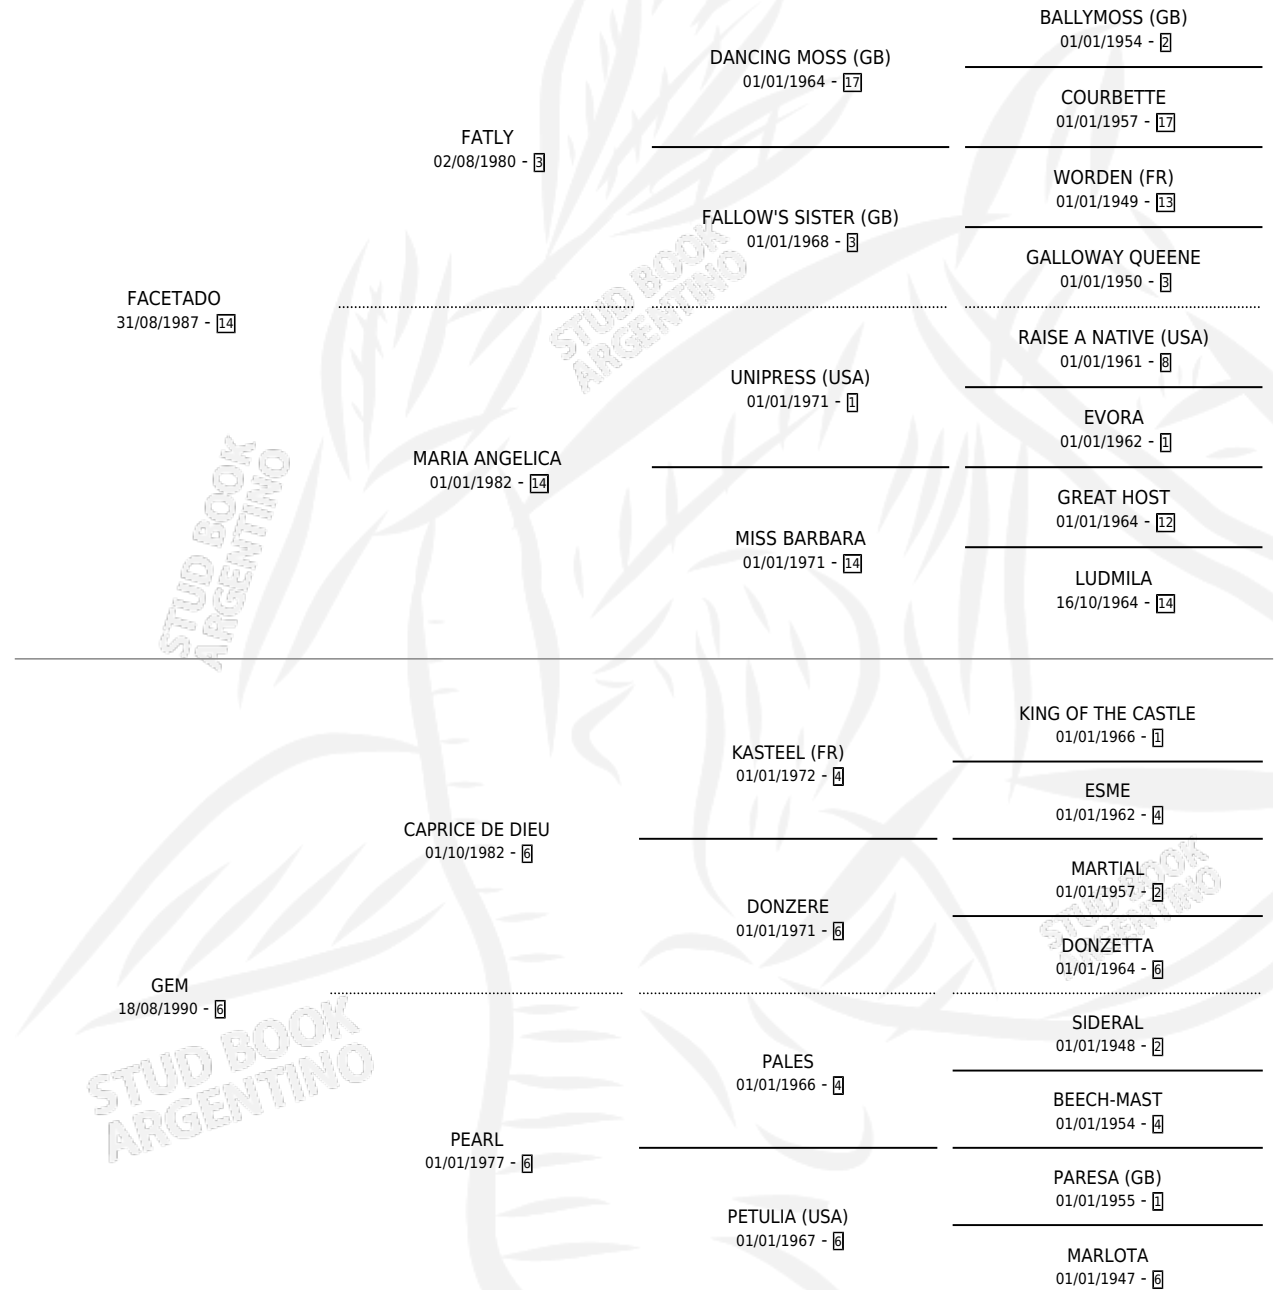 BALLYMOSS (GB)
01/01/1954 - 2
DANCING MOSS (GB)
01/01/1964 - 17
COURBETTE
01/01/1957 - 17
FATLY
02/08/1980 - 3
WORDEN (FR)
01/01/1949 - 13
FALLOW'S SISTER (GB)
01/01/1968 - 3
GALLOWAY QUEENE
01/01/1950 - 3
FACETADO
31/08/1987 - 14
RAISE A NATIVE (USA)
01/01/1961 - 8
UNIPRESS (USA)
01/01/1971 - 1
EVORA
01/01/1962 - 1
MARIA ANGELICA
01/01/1982 - 14
GREAT HOST
01/01/1964 - 12
MISS BARBARA
01/01/1971 - 14
LUDMILA
16/10/1964 - 14
KING OF THE CASTLE
01/01/1966 - 1
KASTEEL (FR)
01/01/1972 - 4
ESME
01/01/1962 - 4
CAPRICE DE DIEU
01/10/1982 - 6
MARTIAL
01/01/1957 - 2
DONZERE
01/01/1971 - 6
DONZETTA
01/01/1964 - 6
GEM
18/08/1990 - 6
SIDERAL
01/01/1948 - 2
PALES
01/01/1966 - 4
BEECH-MAST
01/01/1954 - 4
PEARL
01/01/1977 - 6
PARESA (GB)
01/01/1955 - 1
PETULIA (USA)
01/01/1967 - 6
MARLOTA
01/01/1947 - 6
STUD BOOK
ARGENTINO
STUD BOOK
ARGENTINO
STUD BOOK
ARGENTINO
STUD BOOK
ARGENTINO